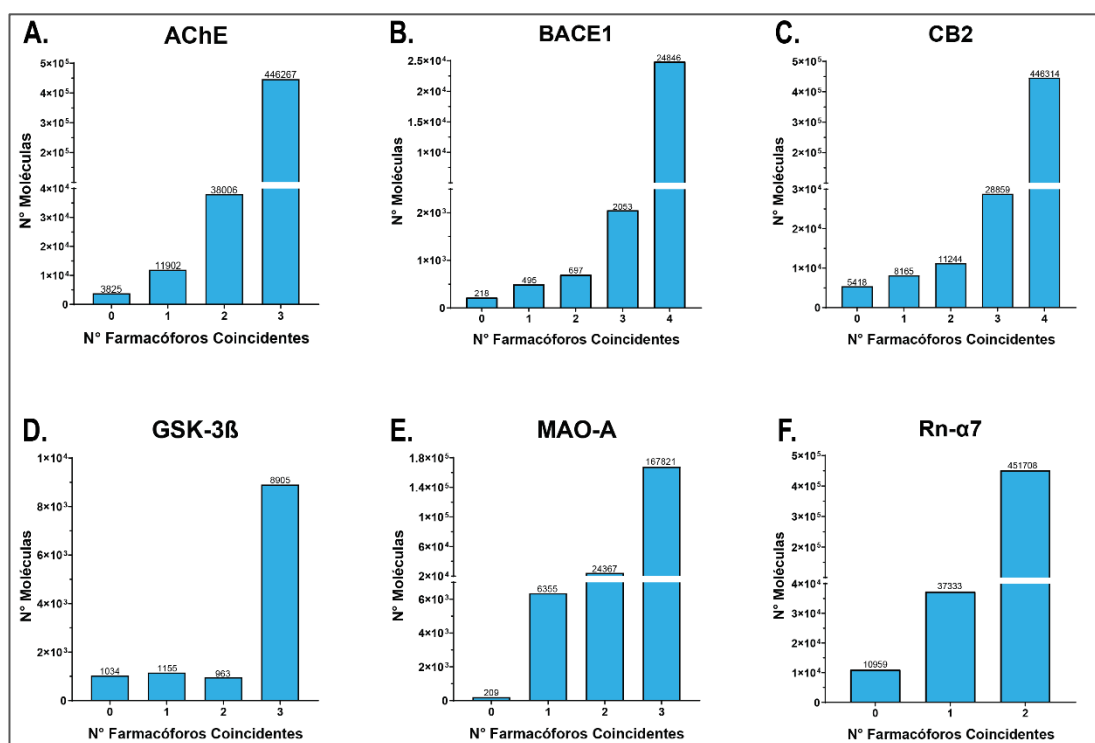 A.
AChE
N° Moléculas
5×10⁵
4×10⁵
3×10⁵
2×10⁵
4×10⁴
3×10⁴
2×10⁴
1×10⁴
0
3825
11902
38006
446267
0 1 2 3
N° Farmacóforos Coincidentes
B.
BACE1
N° Moléculas
2.5×10⁴
2×10⁴
1×10⁴
2×10³
1×10³
0
218
495
697
2053
24846
0 1 2 3 4
N° Farmacóforos Coincidentes
C.
CB2
N° Moléculas
5×10⁵
4×10⁵
3×10⁵
2×10⁵
3×10⁴
2×10⁴
1×10⁴
0
5418
8165
11244
28859
446314
0 1 2 3 4
N° Farmacóforos Coincidentes
D.
GSK-3ß
N° Moléculas
1×10⁴
8×10³
6×10³
4×10³
2×10³
0
1034
1155
963
8905
0 1 2 3
N° Farmacóforos Coincidentes
E.
MAO-A
N° Moléculas
1.8×10⁵
1.4×10⁵
1×10⁵
6×10⁴
2×10⁴
6×10³
4×10³
2×10³
0
209
6355
24367
167821
0 1 2 3
N° Farmacóforos Coincidentes
F.
Rn-α7
N° Moléculas
5×10⁵
4×10⁵
3×10⁵
2×10⁵
4×10⁴
3×10⁴
2×10⁴
1×10⁴
0
10959
37333
451708
0 1 2
N° Farmacóforos Coincidentes